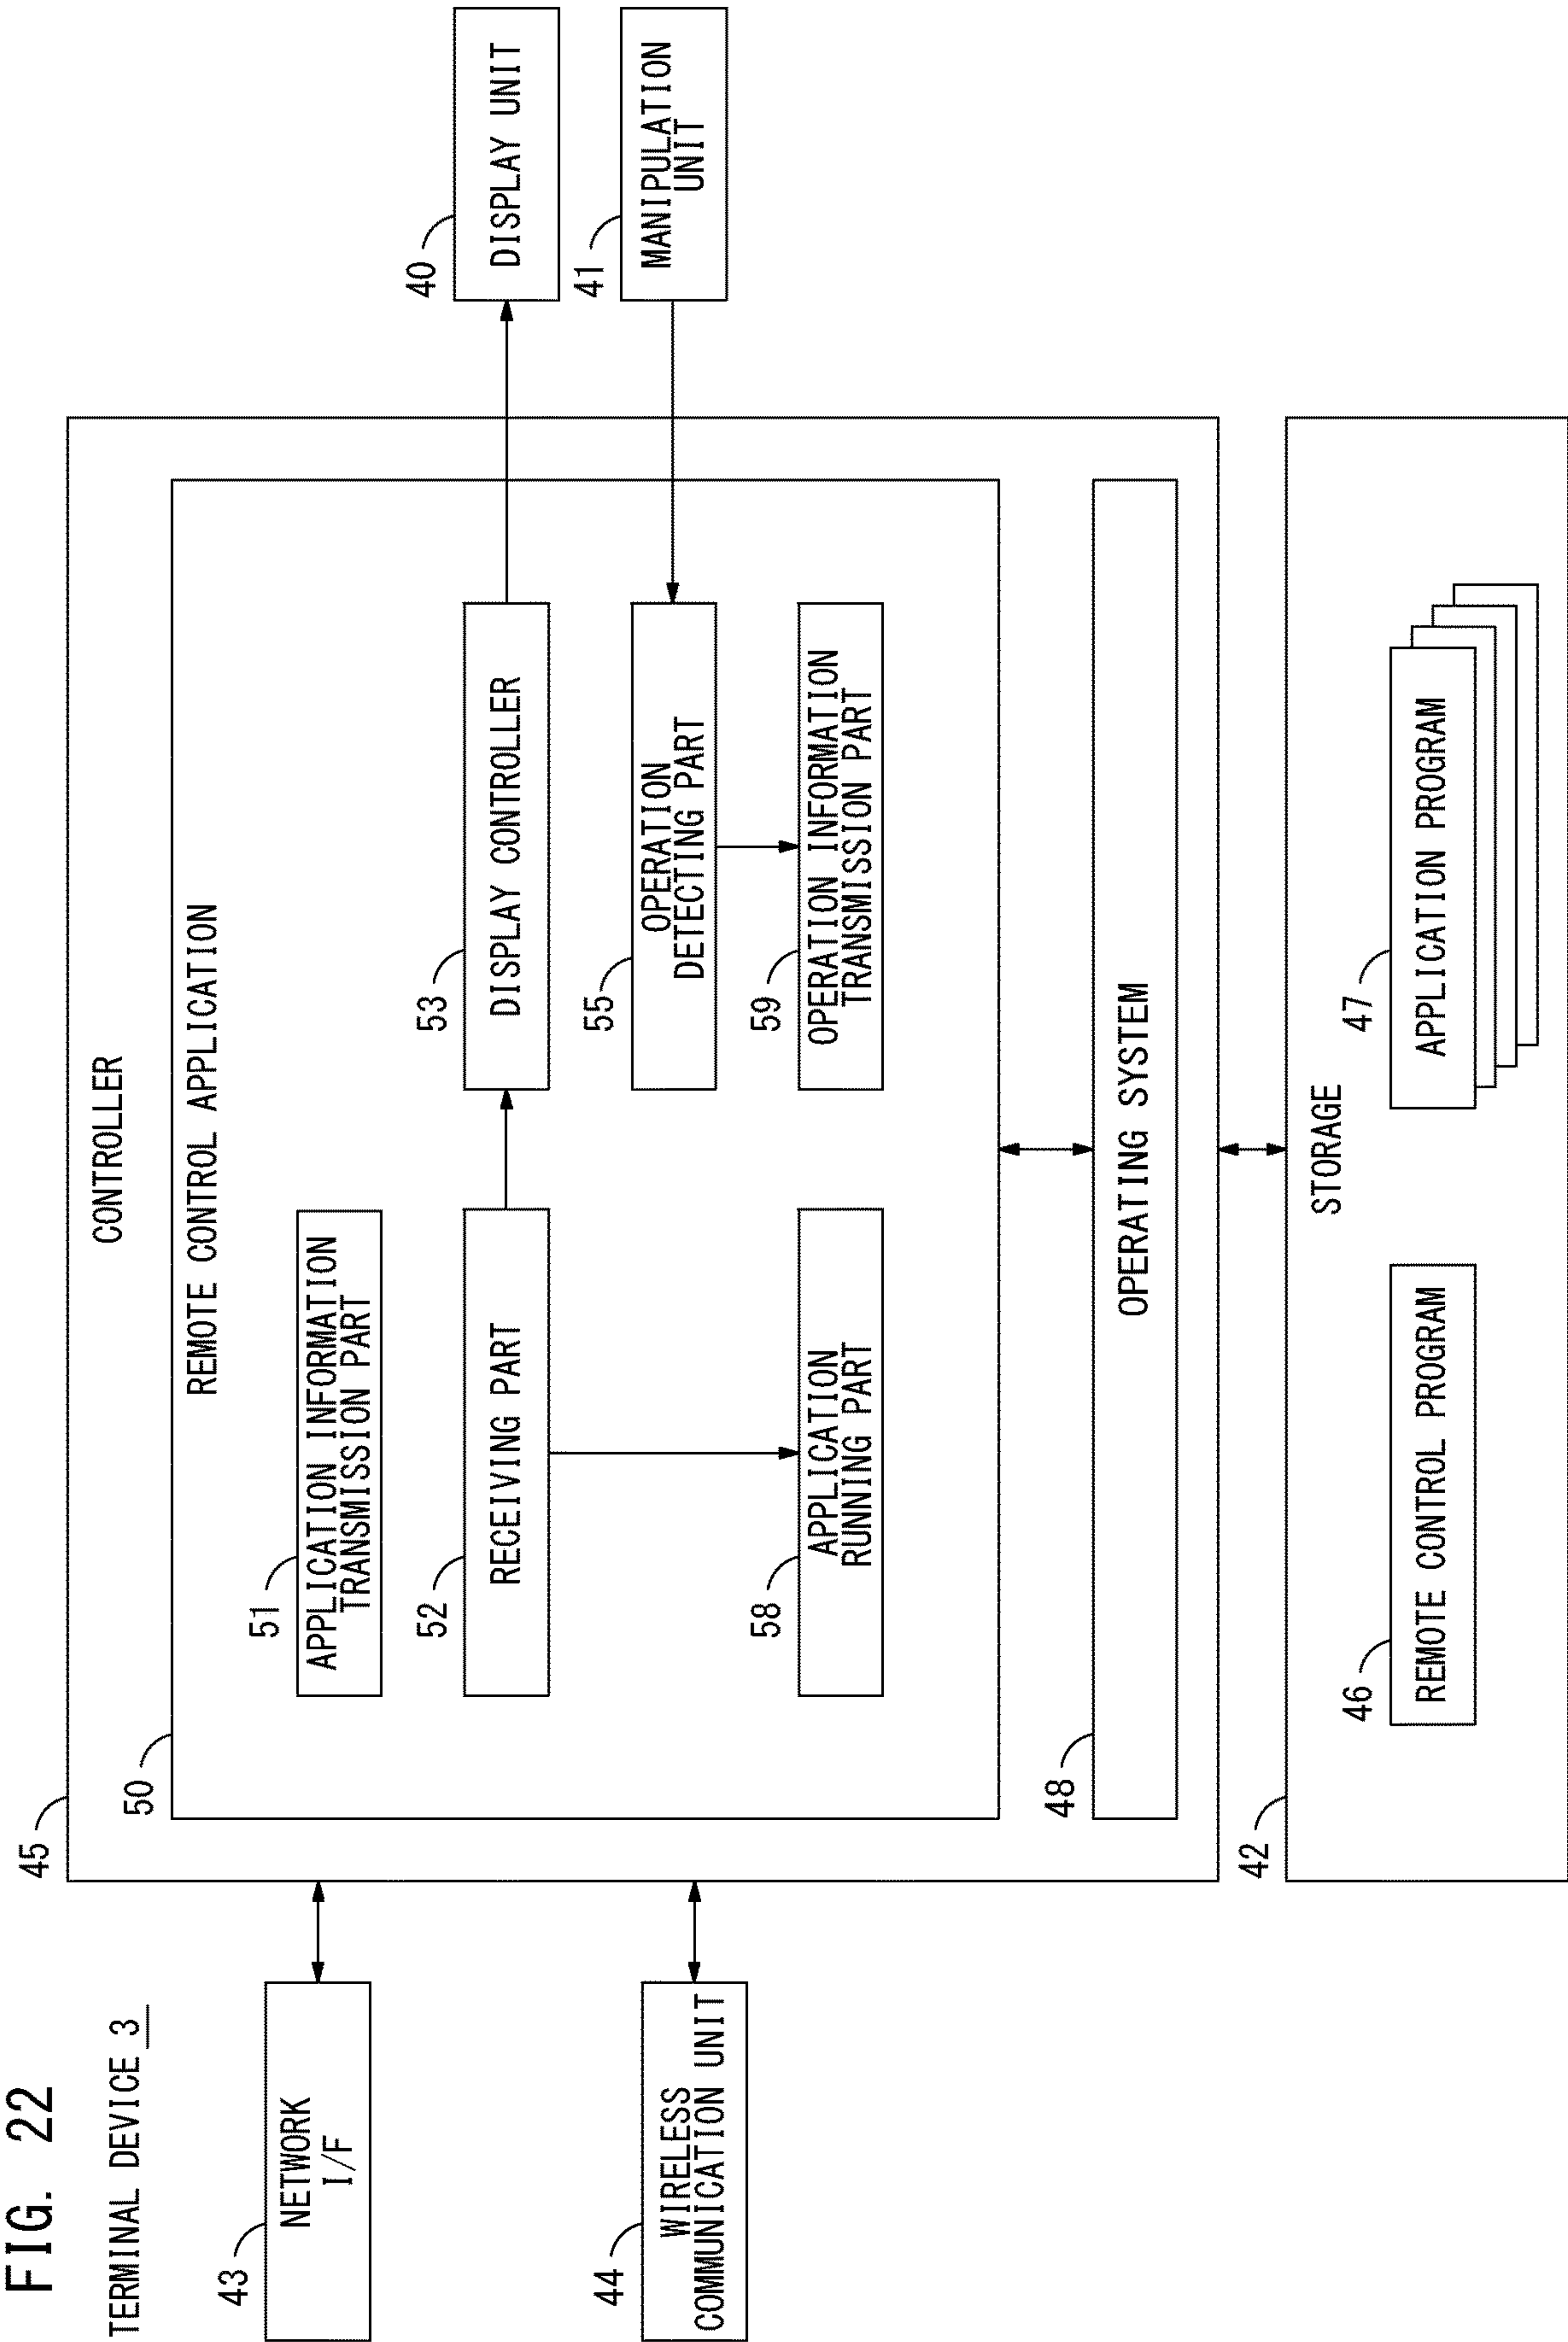 FIG. 22
TERMINAL DEVICE 3
45
CONTROLLER
50
REMOTE CONTROL APPLICATION
43
NETWORK
I/F
51
APPLICATION INFORMATION
TRANSMISSION PART
52
RECEIVING PART
53
DISPLAY CONTROLLER
40
DISPLAY UNIT
55
OPERATION
DETECTING PART
41
MANIPULATION
UNIT
44
WIRELESS
COMMUNICATION UNIT
58
APPLICATION
RUNNING PART
59
OPERATION INFORMATION
TRANSMISSION PART
48
OPERATING SYSTEM
42
STORAGE
46
REMOTE CONTROL PROGRAM
47
APPLICATION PROGRAM